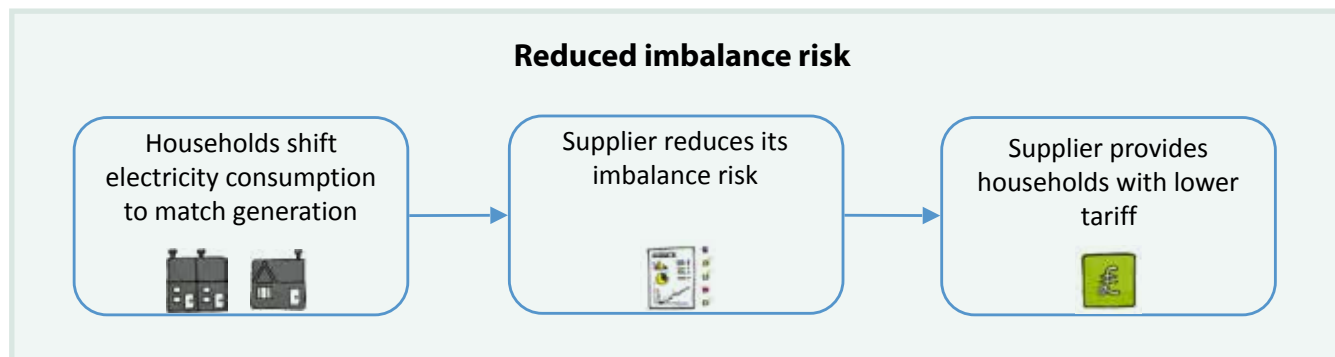 Reduced imbalance risk
Households shift
electricity consumption
to match generation
Supplier reduces its
imbalance risk
Supplier provides
households with lower
tariff